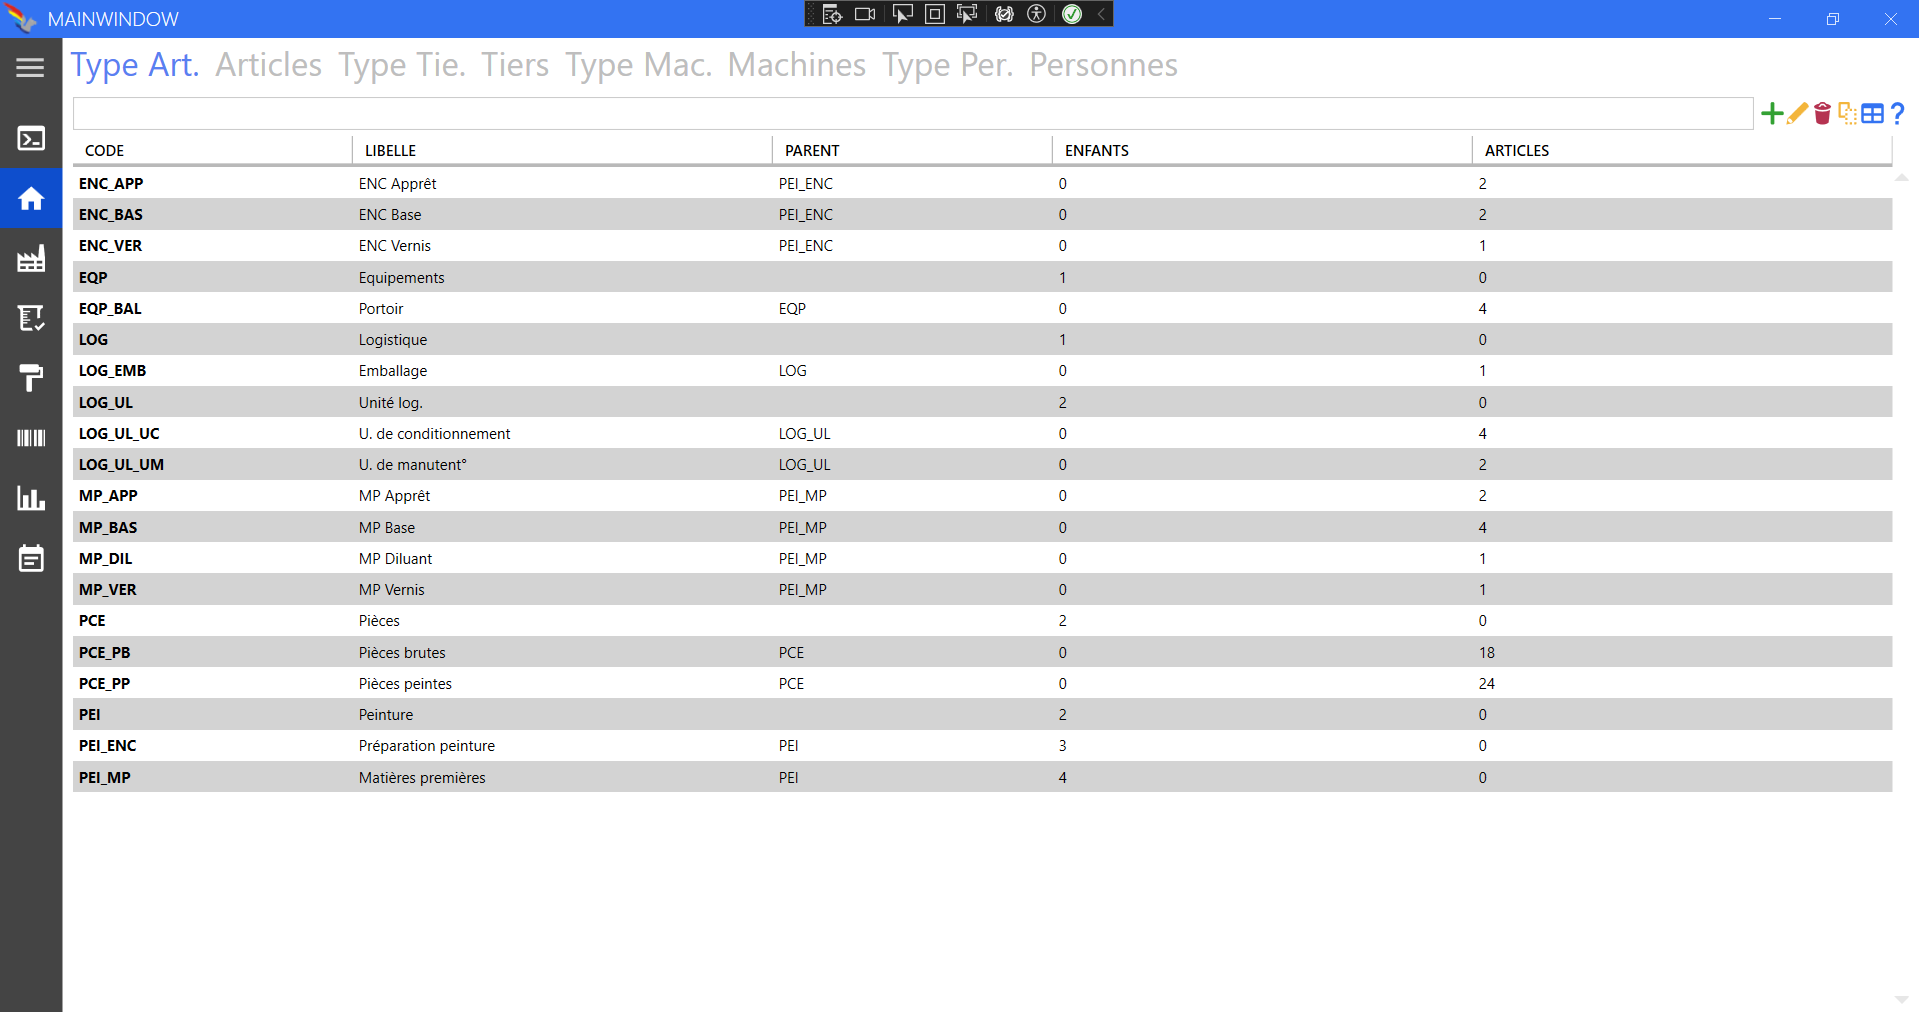 MAINWINDOW
Type Art. Articles Type Tie. Tiers Type Mac. Machines Type Per. Personnes
?
CODE LIBELLE PARENT ENFANTS ARTICLES
ENC_APP ENC Apprêt PEI_ENC 0 2
ENC_BAS ENC Base PEI_ENC 0 2
ENC_VER ENC Vernis PEI_ENC 0 1
EQP Equipements 1 0
EQP_BAL Portoir EQP 0 4
LOG Logistique 1 0
LOG_EMB Emballage LOG 0 1
LOG_UL Unité log. 2 0
LOG_UL_UC U. de conditionnement LOG_UL 0 4
LOG_UL_UM U. de manutent° LOG_UL 0 2
MP_APP MP Apprêt PEI_MP 0 2
MP_BAS MP Base PEI_MP 0 4
MP_DIL MP Diluant PEI_MP 0 1
MP_VER MP Vernis PEI_MP 0 1
PCE Pièces 2 0
PCE_PB Pièces brutes PCE 0 18
PCE_PP Pièces peintes PCE 0 24
PEI Peinture 2 0
PEI_ENC Préparation peinture PEI 3 0
PEI_MP Matières premières PEI 4 0